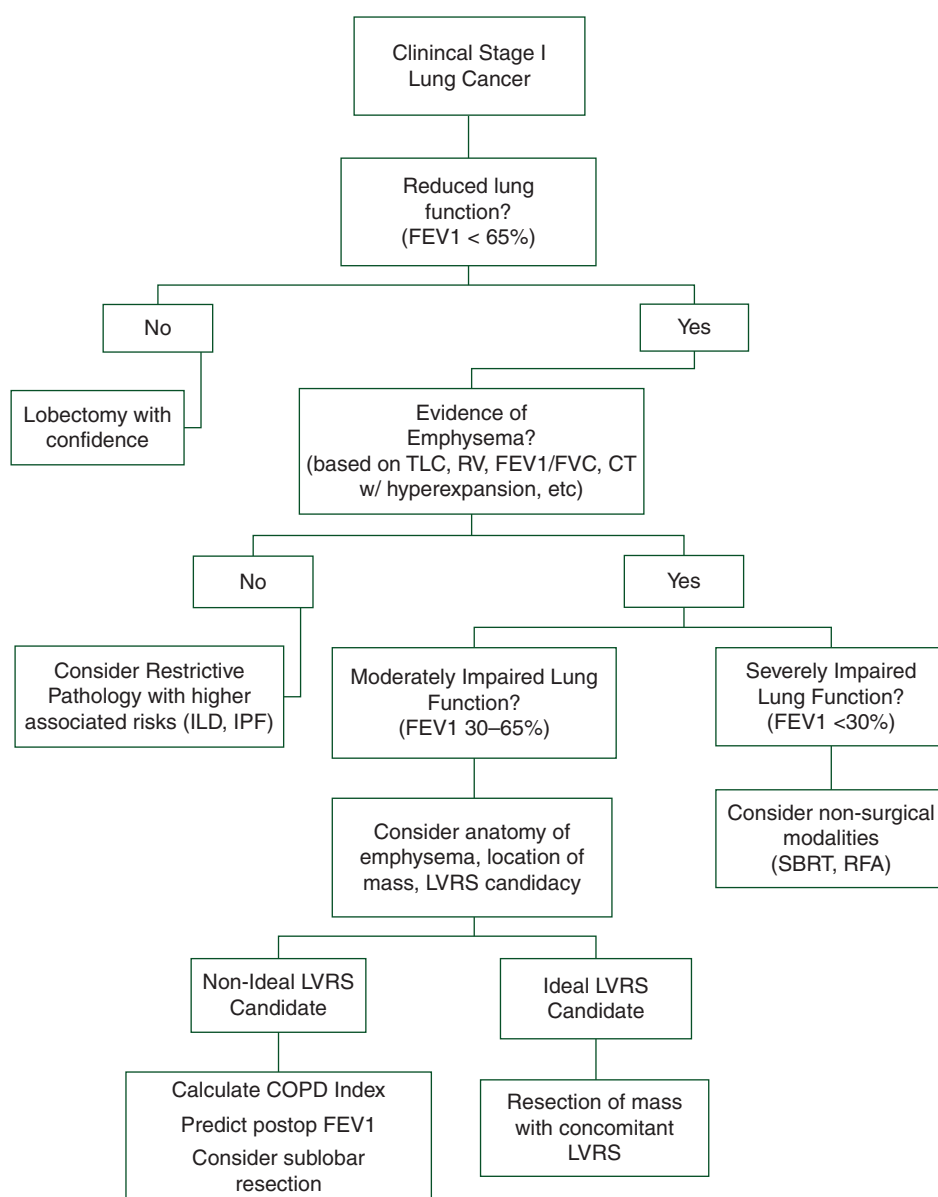 Clinincal Stage I
Lung Cancer
Reduced lung
function?
(FEV1 < 65%)
No
Yes
Lobectomy with
confidence
Evidence of
Emphysema?
(based on TLC, RV, FEV1/FVC, CT
w/ hyperexpansion, etc)
No
Yes
Consider Restrictive
Pathology with higher
associated risks (ILD, IPF)
Moderately Impaired Lung
Function?
(FEV1 30–65%)
Severely Impaired
Lung Function?
(FEV1 <30%)
Consider anatomy of
emphysema, location of
mass, LVRS candidacy
Consider non-surgical
modalities
(SBRT, RFA)
Non-Ideal LVRS
Candidate
Ideal LVRS
Candidate
Calculate COPD Index
Predict postop FEV1
Consider sublobar
resection
Resection of mass
with concomitant
LVRS